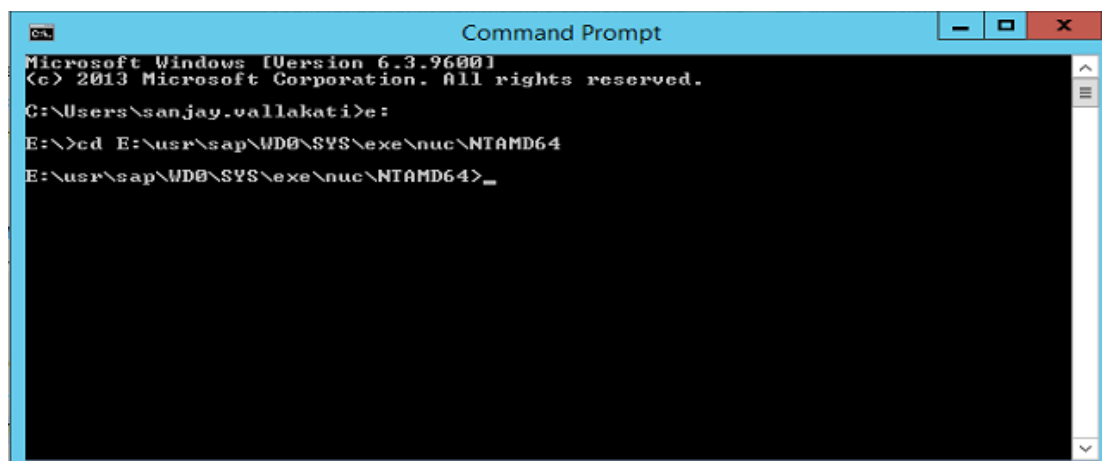 Command Prompt
Microsoft Windows [Version 6.3.9600]
(c) 2013 Microsoft Corporation. All rights reserved.
C:\Users\sanjay.vallakati>e:
E:\>cd E:\usr\sap\WD0\SYS\exe\nuc\NTAMD64
E:\usr\sap\WD0\SYS\exe\nuc\NTAMD64>_